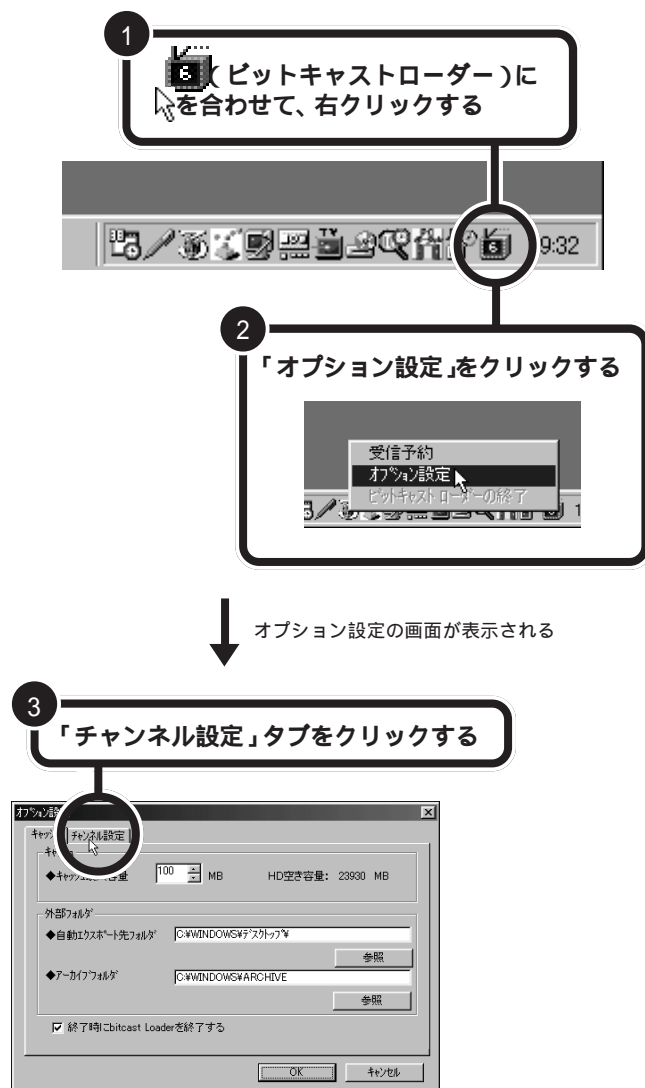 1
6 (ビットキャストローダー)に
を合わせて、右クリックする
TV
6
9:32
2
「オプション設定」をクリックする
受信予約
オプション設定
ビットキャスト ローダーの終了
1
オプション設定の画面が表示される
3
「チャンネル設定」タブをクリックする
チャンネル設定
100 MB HD空き容量: 23930 MB
外部フォルダ
◆自動エクスポート先フォルダ C:¥WINDOWS¥デスクトップ¥
参照
◆アーカイブフォルダ C:¥WINDOWS¥ARCHIVE
参照
終了時にbitcast Loaderを終了する
OK キャンセル